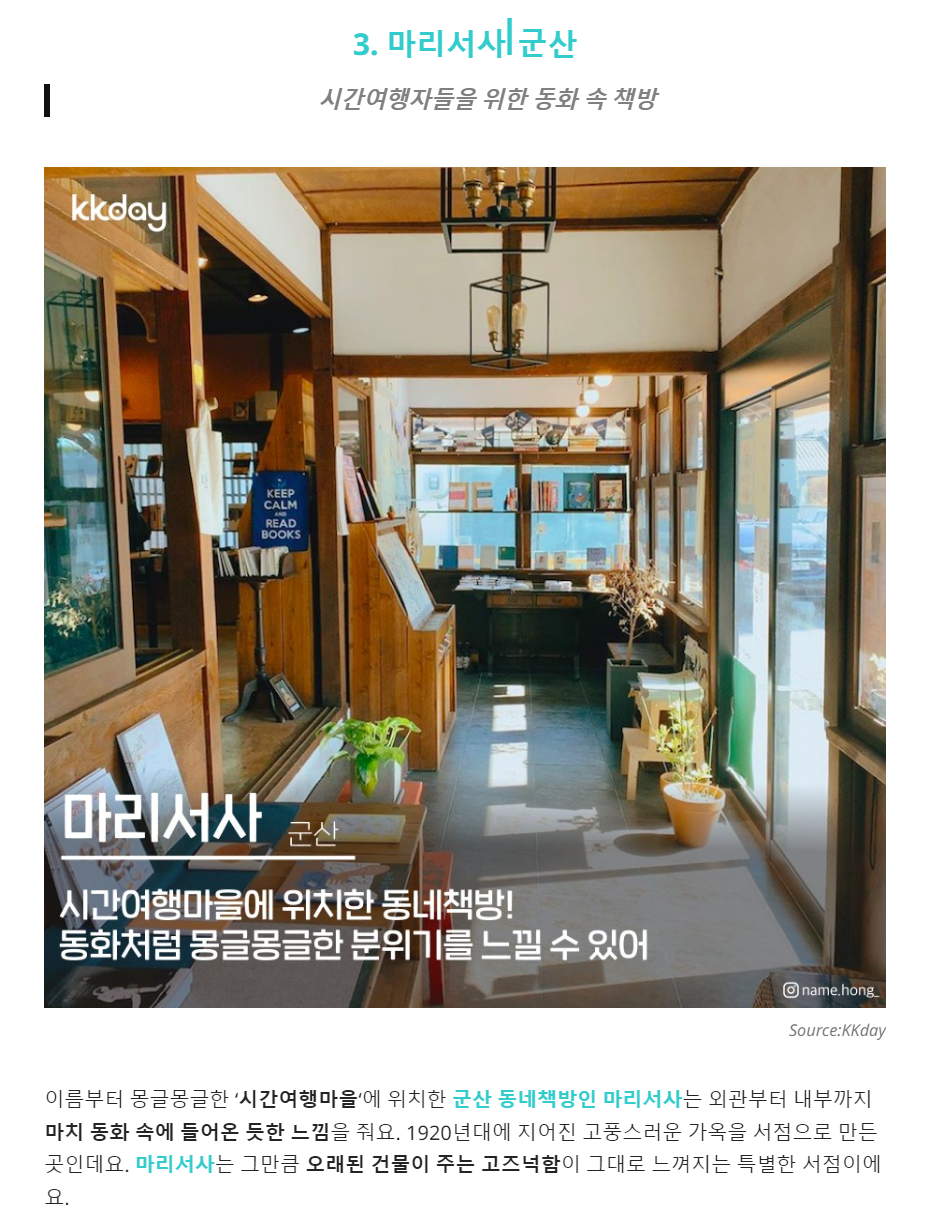 3. 마리서사|군산
시간여행자들을 위한 동화 속 책방
kkday
KEEP
CALM
AND
READ
BOOKS
마리서사 군산
시간여행마을에 위치한 동네책방!
동화처럼 몽글몽글한 분위기를 느낄 수 있어
name.hong_
Source:KKday
이름부터 몽글몽글한 ‘시간여행마을‘에 위치한 군산 동네책방인 마리서사는 외관부터 내부까지
마치 동화 속에 들어온 듯한 느낌을 줘요. 1920년대에 지어진 고풍스러운 가옥을 서점으로 만든
곳인데요. 마리서사는 그만큼 오래된 건물이 주는 고즈넉함이 그대로 느껴지는 특별한 서점이에
요.